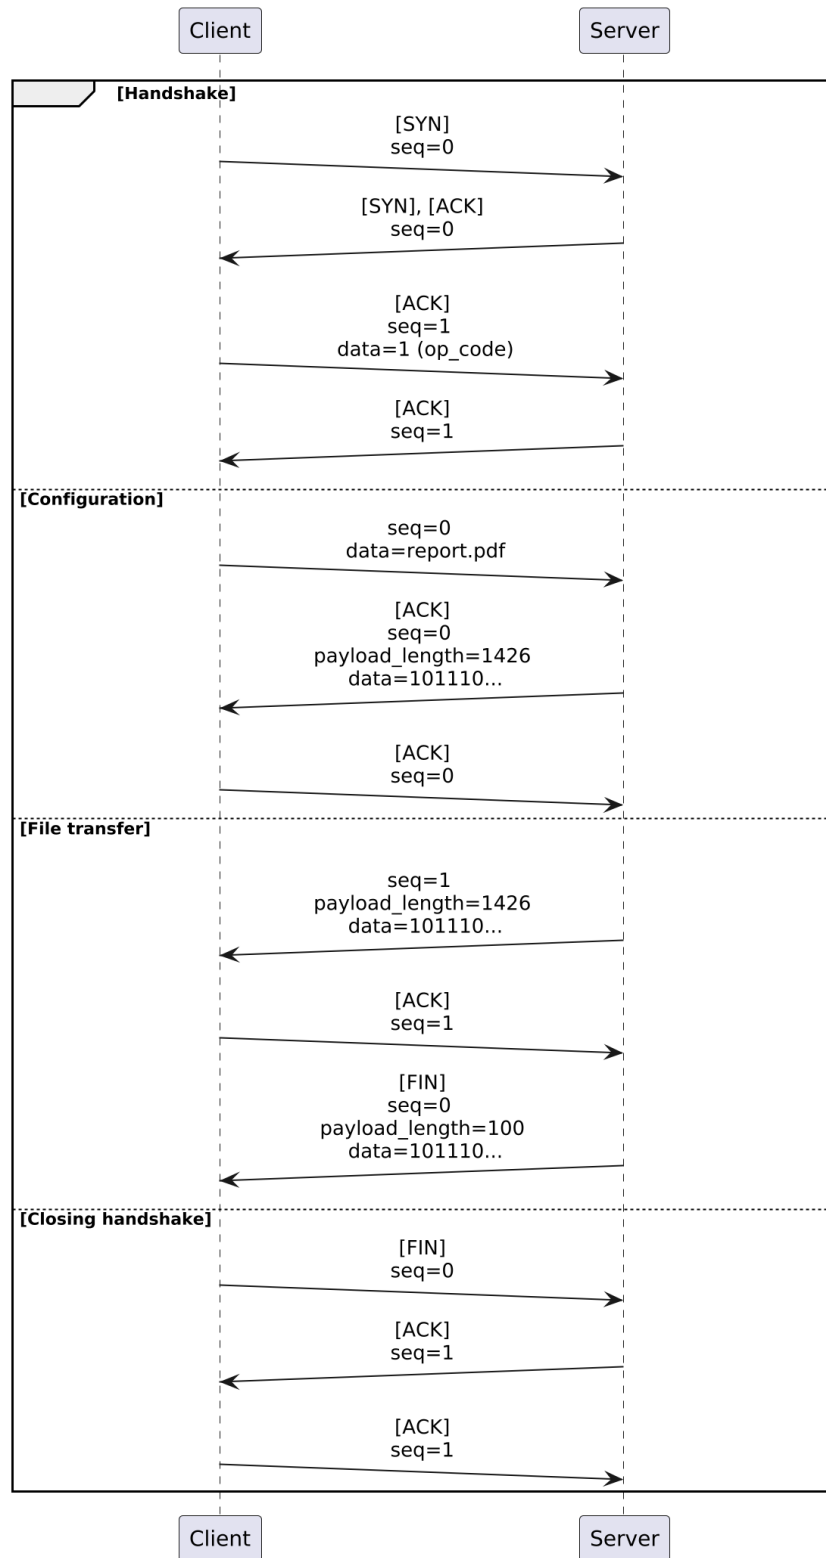 Client
Server
[Handshake]
[SYN]
seq=0
[SYN], [ACK]
seq=0
[ACK]
seq=1
data=1 (op_code)
[ACK]
seq=1
[Configuration]
seq=0
data=report.pdf
[ACK]
seq=0
payload_length=1426
data=101110...
[ACK]
seq=0
[File transfer]
seq=1
payload_length=1426
data=101110...
[ACK]
seq=1
[FIN]
seq=0
payload_length=100
data=101110...
[Closing handshake]
[FIN]
seq=0
[ACK]
seq=1
[ACK]
seq=1
Client
Server